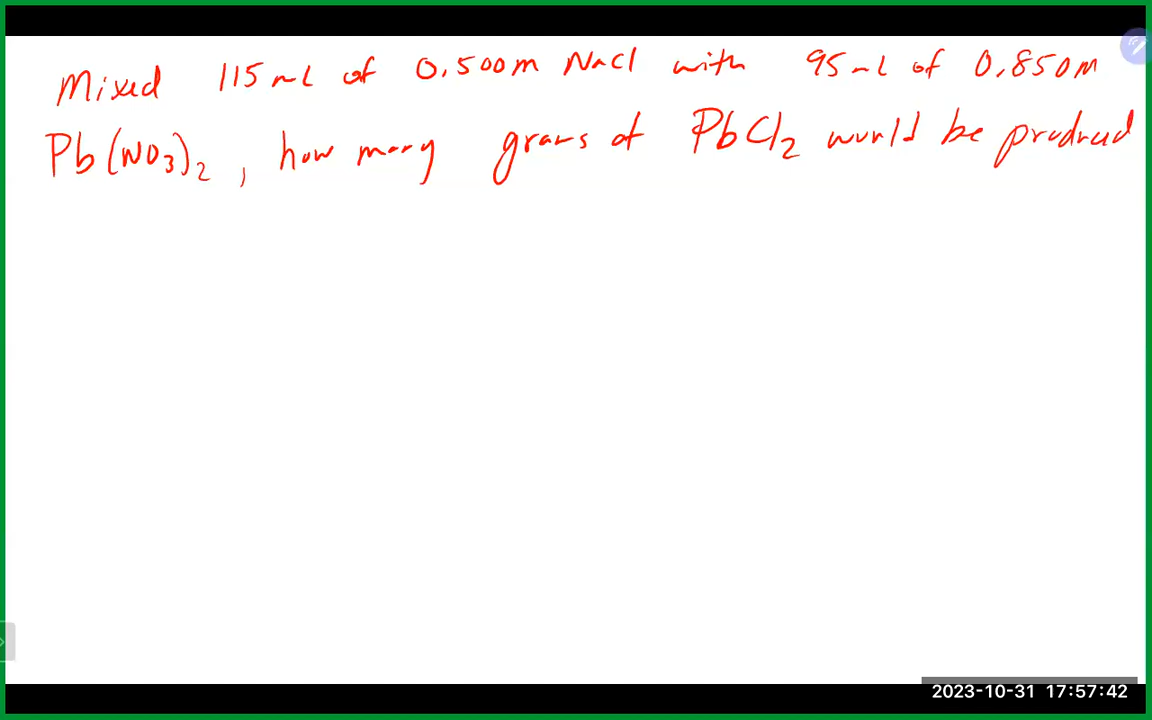 Mixed 115 mL of 0.500 m NaCl with 95 mL of 0.850 M
Pb(NO3)2, how many grams of PbCl2 would be produced
2023-10-31 17:57:42